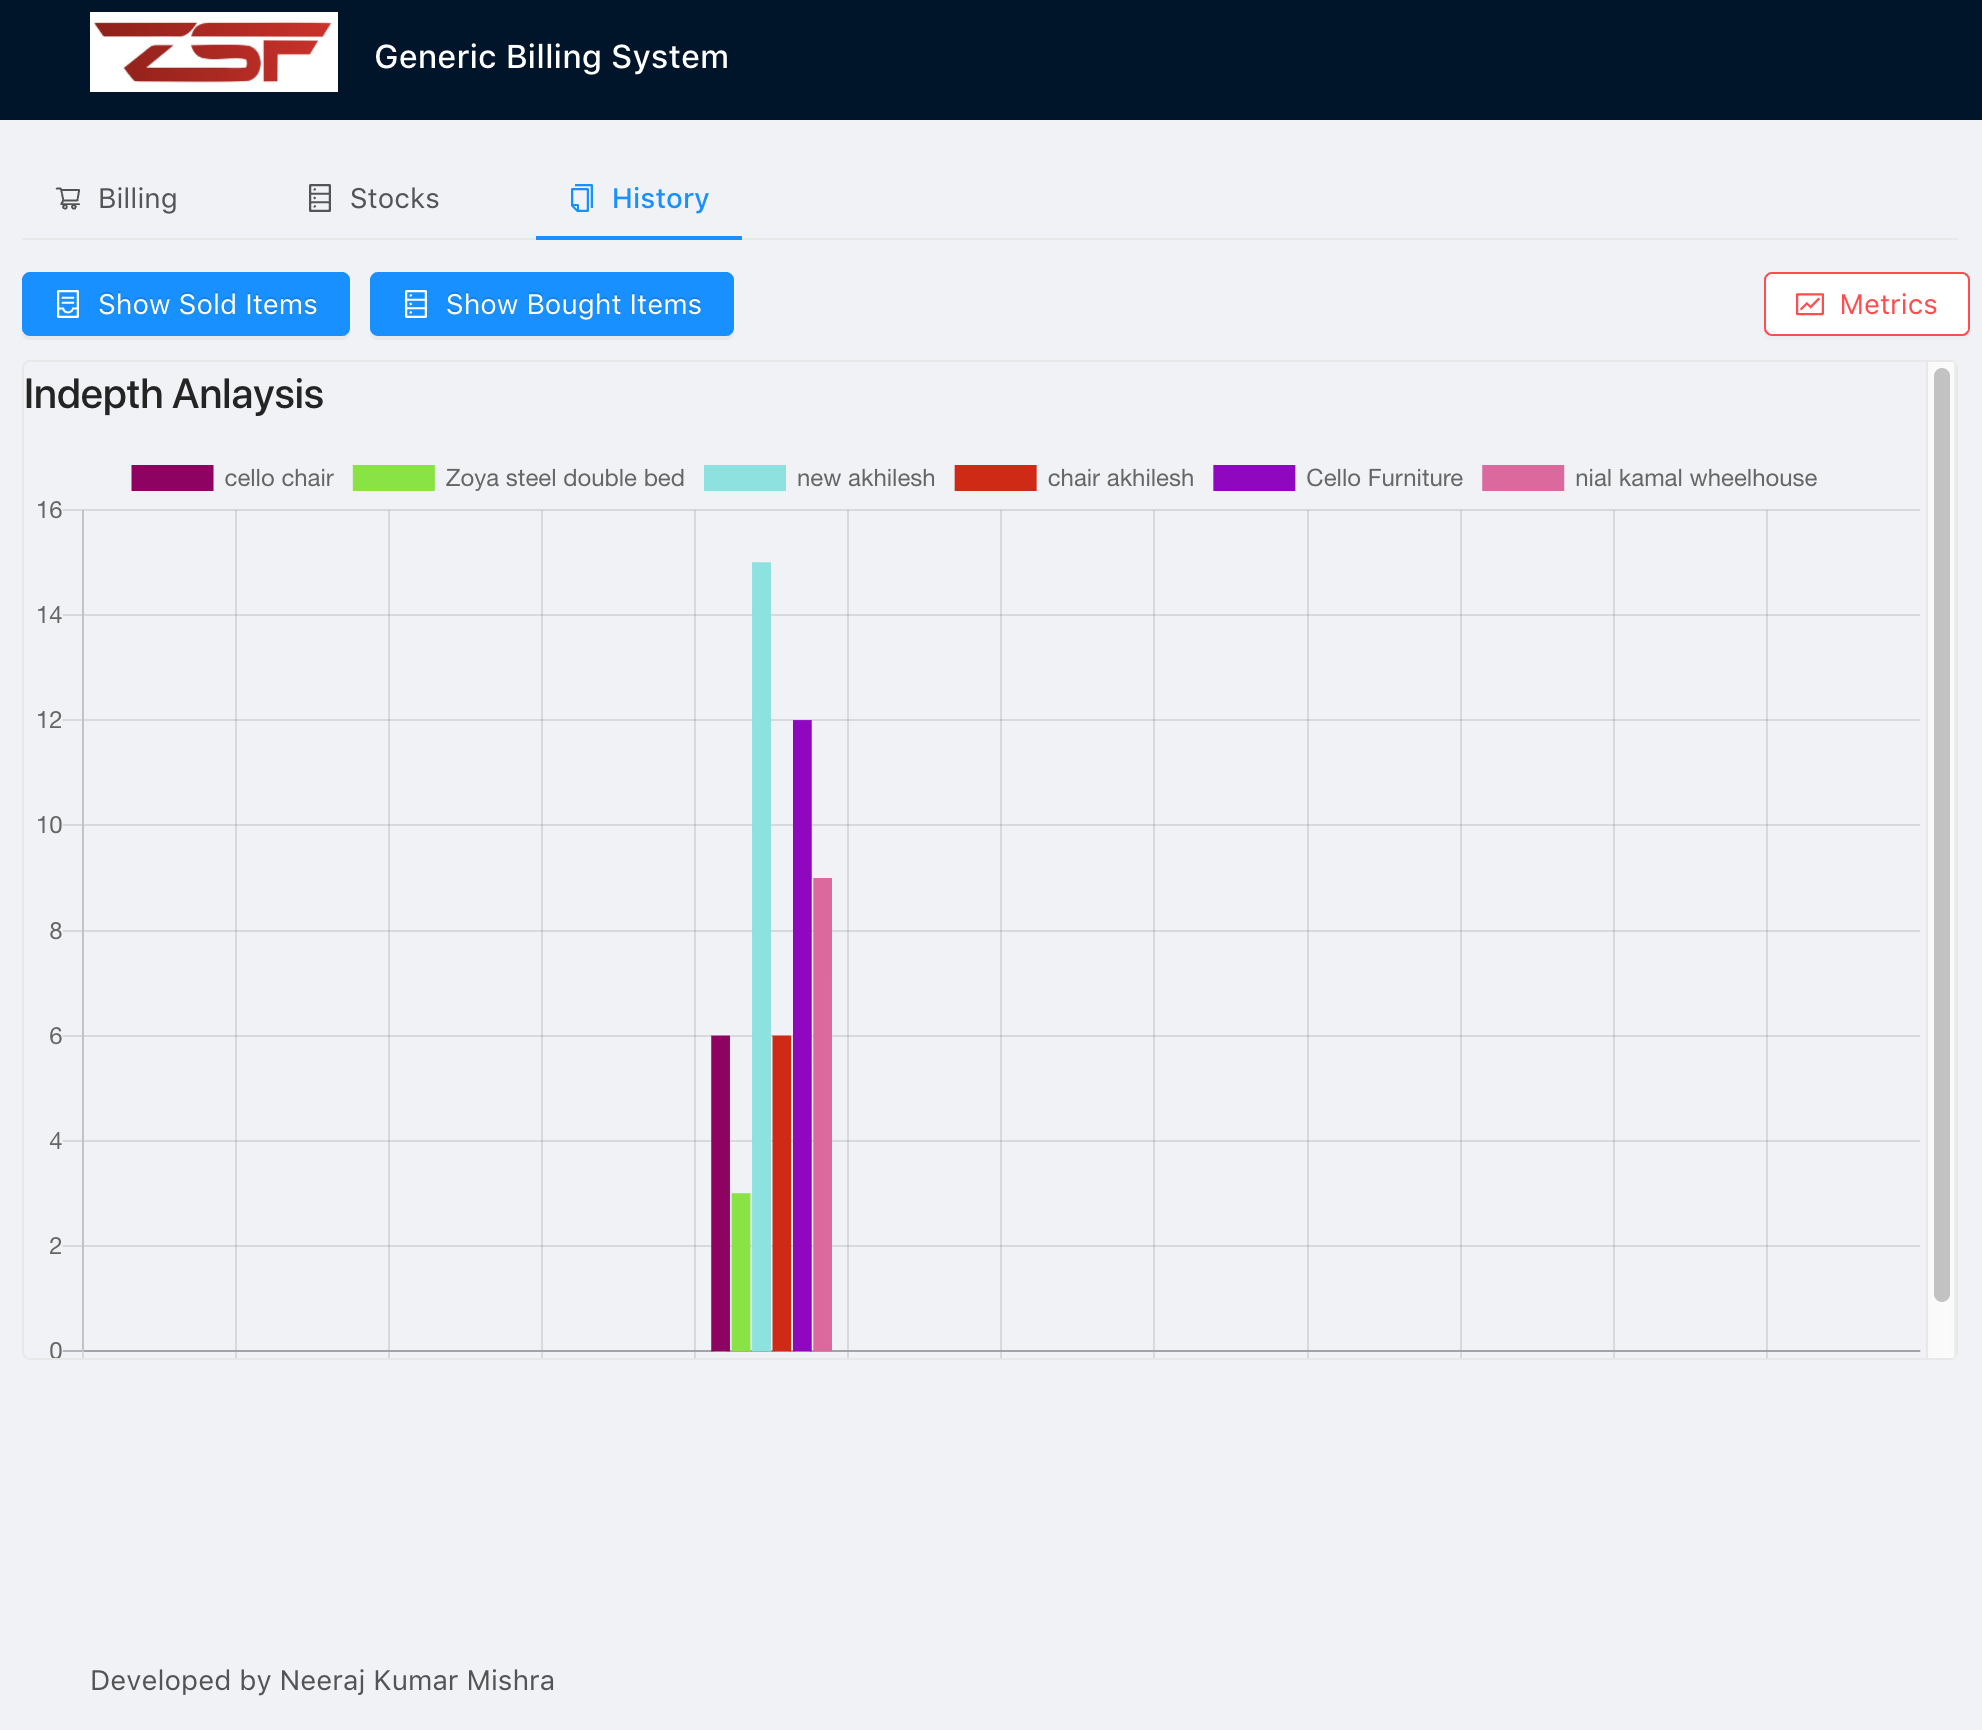 ZSF
Generic Billing System
Billing Stocks History
Show Sold Items Show Bought Items Metrics
Indepth Anlaysis
cello chair Zoya steel double bed new akhilesh chair akhilesh Cello Furniture nial kamal wheelhouse
16
14
12
10
8
6
4
2
0
Developed by Neeraj Kumar Mishra